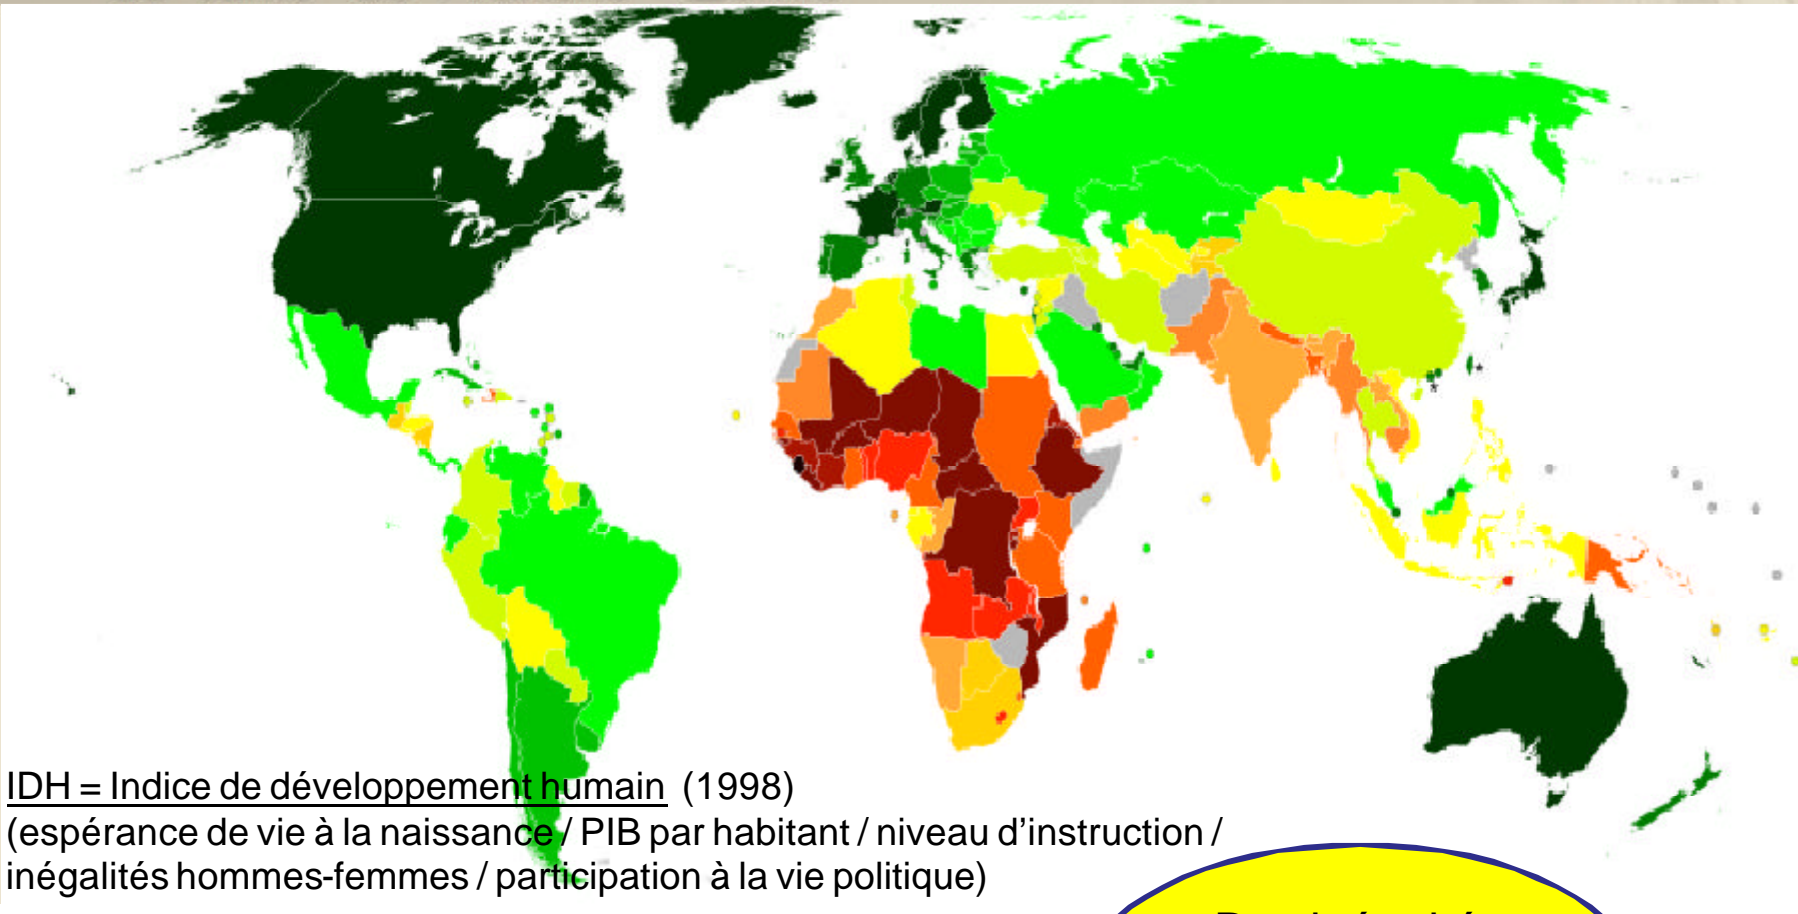 IDH = Indice de développement humain (1998)
(espérance de vie à la naissance / PIB par habitant / niveau d’instruction /
inégalités hommes-femmes / participation à la vie politique)